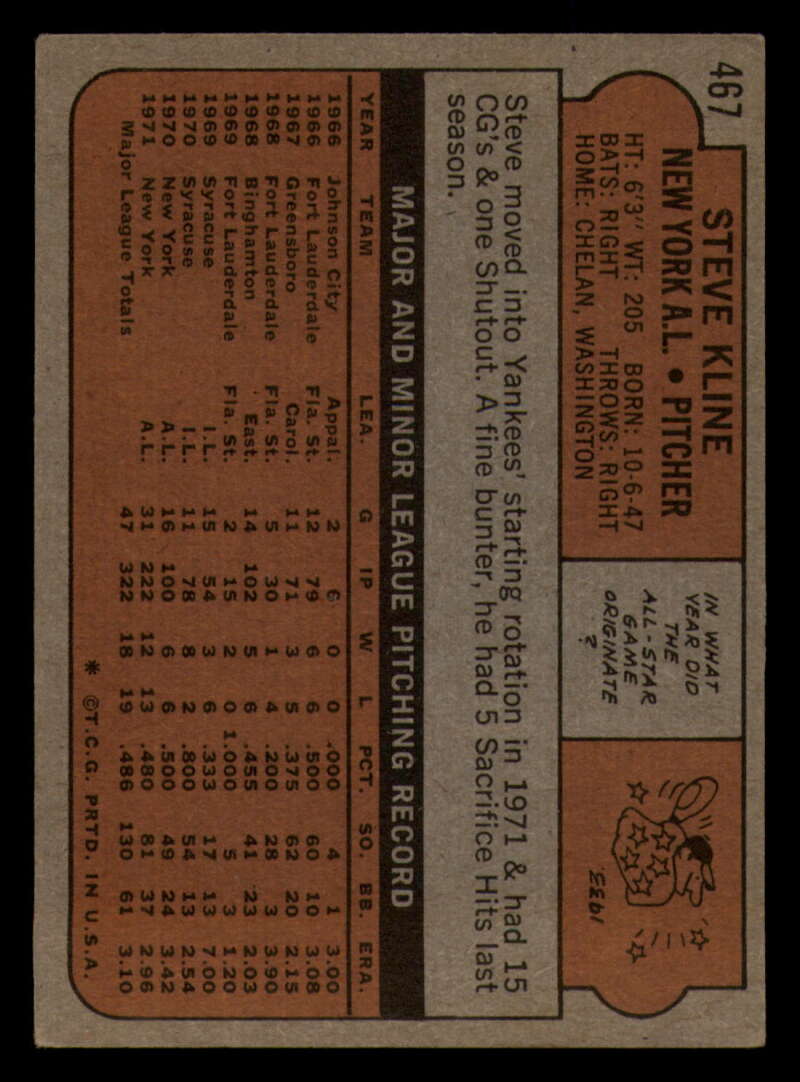 467
STEVE KLINE
NEW YORK A.L. • PITCHER
HT: 6'3" WT: 205 BORN: 10-6-47
BATS: RIGHT THROWS: RIGHT
HOME: CHELAN, WASHINGTON
IN WHAT
YEAR DID
THE
ALL-STAR
GAME
ORIGINATE
?
1933
Steve moved into Yankees' starting rotation in 1971 & had 15
CG's & one Shutout. A fine bunter, he had 5 Sacrifice Hits last
season.
MAJOR AND MINOR LEAGUE PITCHING RECORD
YEAR TEAM LEA. G IP W L PCT. SO. BB. ERA.
1966 Johnson City Appal. 2 6 0 0 .000 4 1 3.00
1966 Fort Lauderdale Fla. St. 12 79 6 6 .500 60 10 3.08
1967 Greensboro Carol. 11 71 3 5 .375 62 20 2.15
1968 Fort Lauderdale Fla. St. 5 30 1 4 .200 28 3 3.90
1968 Binghamton East. 14 102 5 6 .455 41 23 2.03
1969 Fort Lauderdale Fla. St. 2 15 2 0 1.000 5 3 1.20
1969 Syracuse I.L. 15 54 3 6 .333 17 13 7.00
1970 Syracuse I.L. 11 78 8 2 .800 54 13 2.54
1970 New York A.L. 16 100 6 6 .500 49 24 3.42
1971 New York A.L. 31 222 12 13 .480 81 37 2.96
Major League Totals 47 322 18 19 .486 130 61 3.10
* ©T.C.G. PRTD. IN U.S.A.